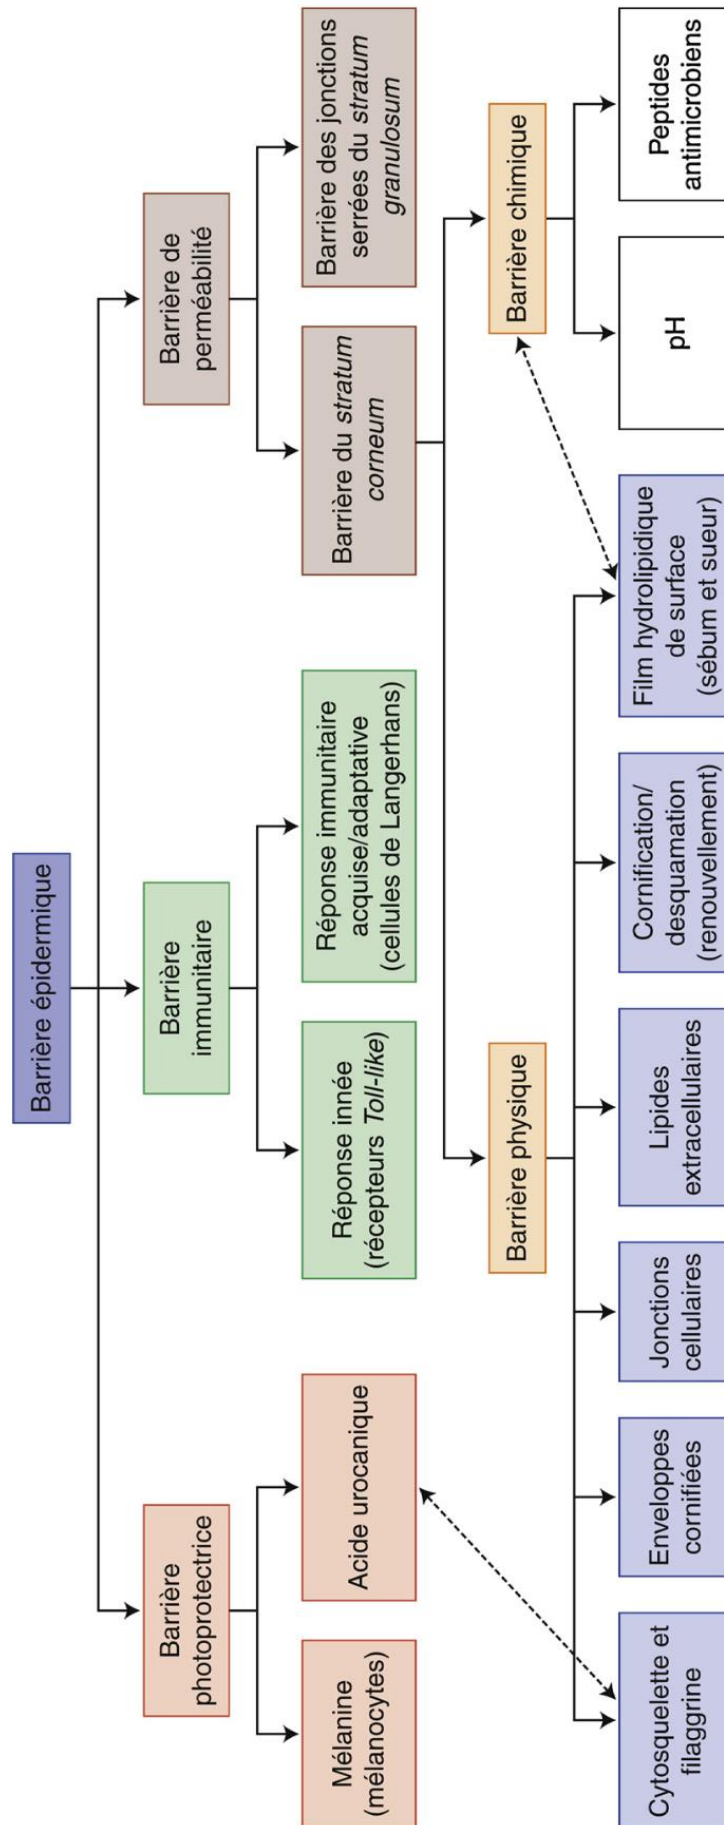 Barrière épidermique
Barrière
photoprotectrice
Barrière
immunitaire
Barrière de
perméabilité
Mélanine
(mélanocytes)
Acide urocanique
Réponse innée
(récepteurs Toll-like)
Réponse immunitaire
acquise/adaptative
(cellules de Langerhans)
Barrière du stratum
corneum
Barrière des jonctions
serrées du stratum
granulosum
Barrière physique
Barrière chimique
Cytosquelette et
filaggrine
Enveloppes
cornifiées
Jonctions
cellulaires
Lipides
extracellulaires
Cornification/
desquamation
(renouvellement)
Film hydrolipidique
de surface
(sébum et sueur)
pH
Peptides
antimicrobiens